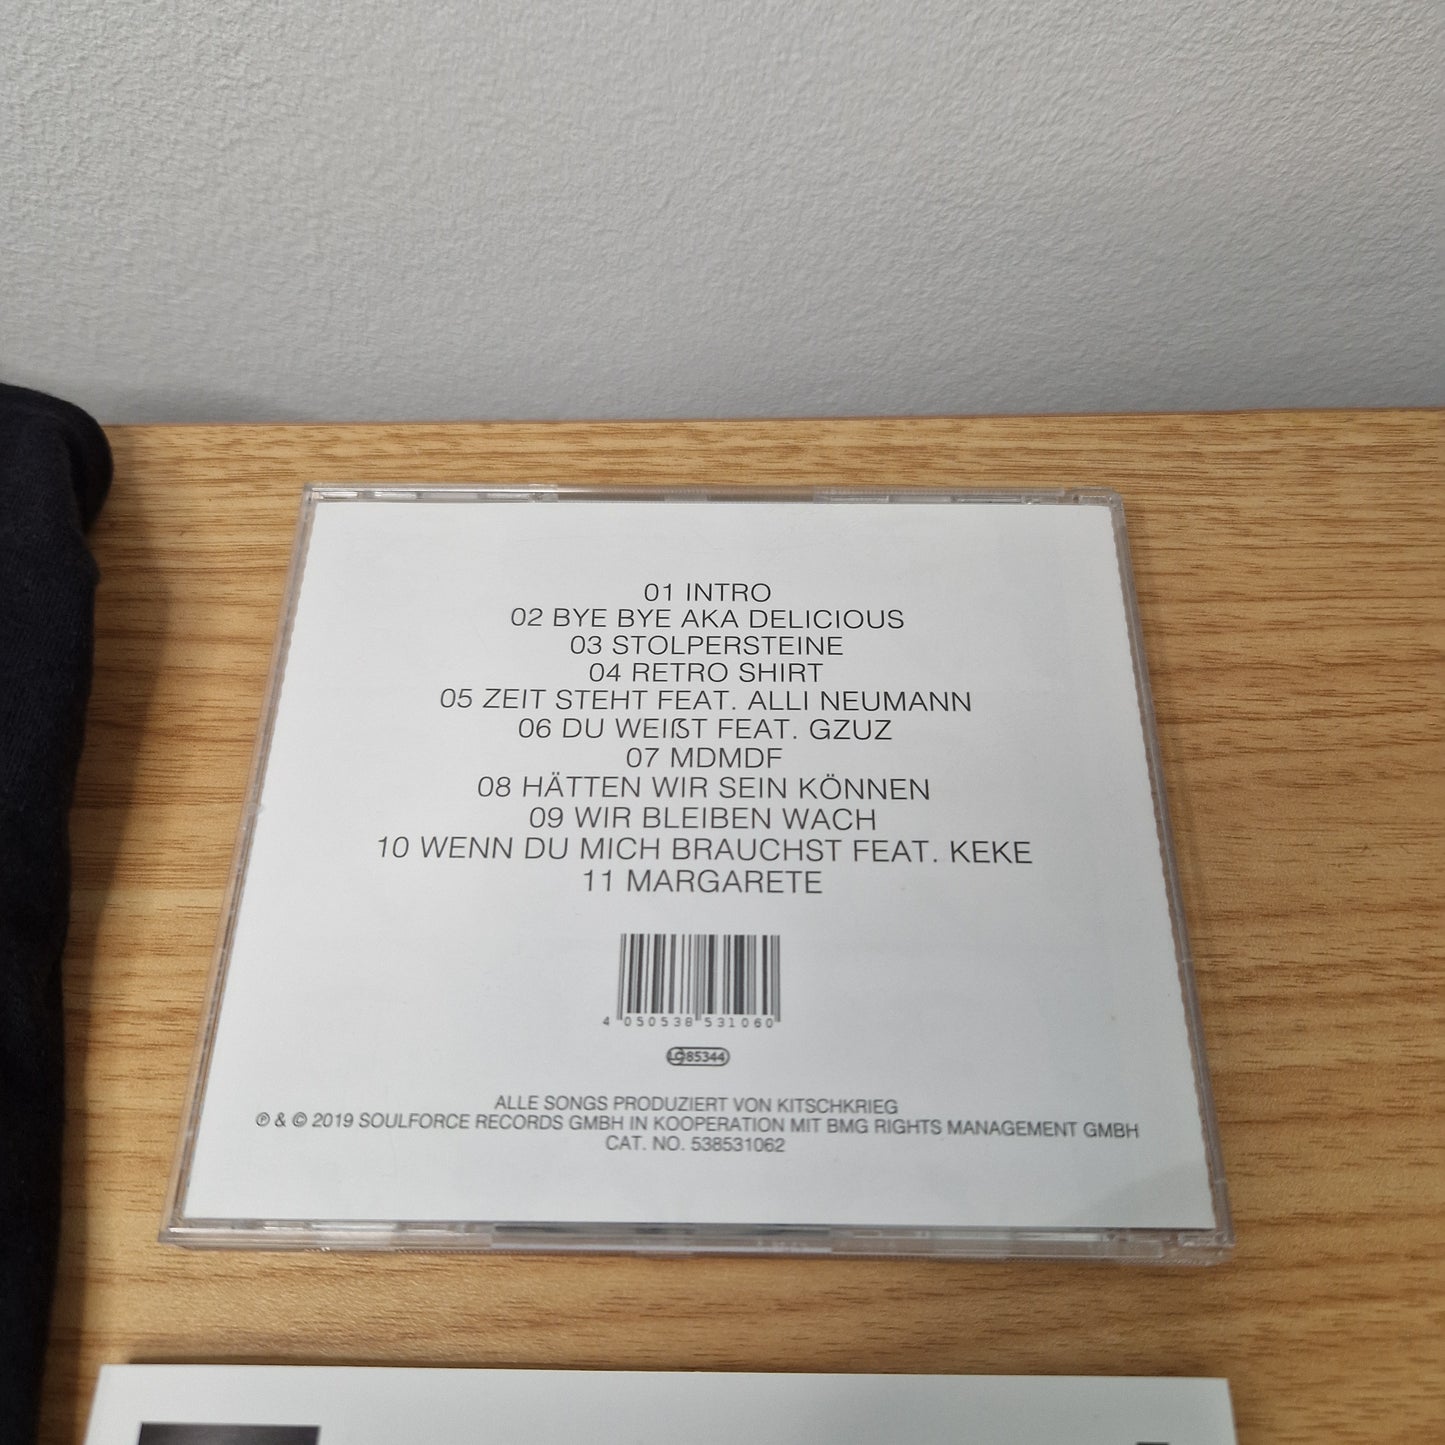 01 INTRO
02 BYE BYE AKA DELICIOUS
03 STOLPERSTEINE
04 RETRO SHIRT
05 ZEIT STEHT FEAT. ALLI NEUMANN
06 DU WEIßT FEAT. GZUZ
07 MDMDF
08 HÄTTEN WIR SEIN KÖNNEN
09 WIR BLEIBEN WACH
10 WENN DU MICH BRAUCHST FEAT. KEKE
11 MARGARETE
4 050538 531060
LC 85344
ALLE SONGS PRODUZIERT VON KITSCHKRIEG
℗ & © 2019 SOULFORCE RECORDS GMBH IN KOOPERATION MIT BMG RIGHTS MANAGEMENT GMBH
CAT. NO. 538531062